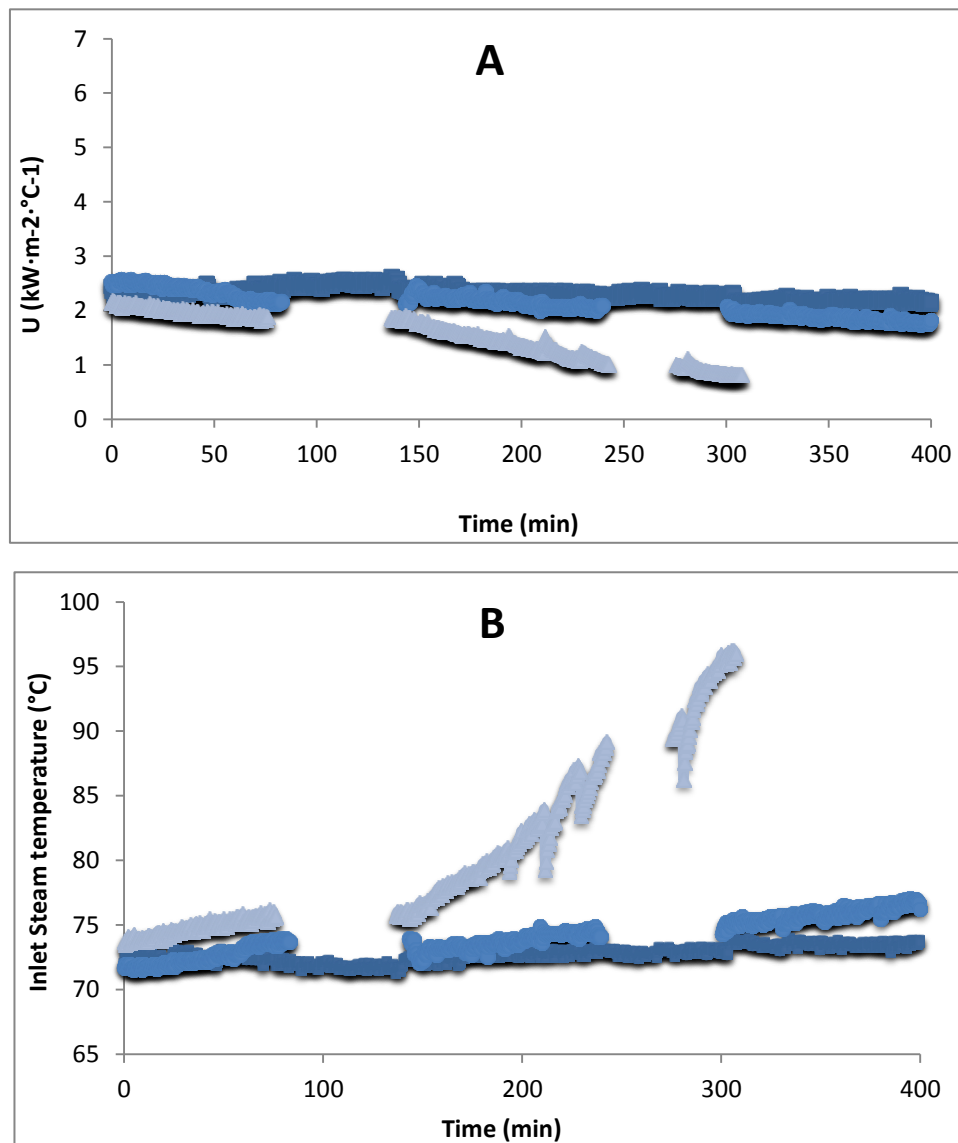 A
7
6
5
4
3
2
1
0
U (kW·m-2·°C-1)
0 50 100 150 200 250 300 350 400
Time (min)
B
100
95
90
85
80
75
70
65
Inlet Steam temperature (°C)
0 100 200 300 400
Time (min)